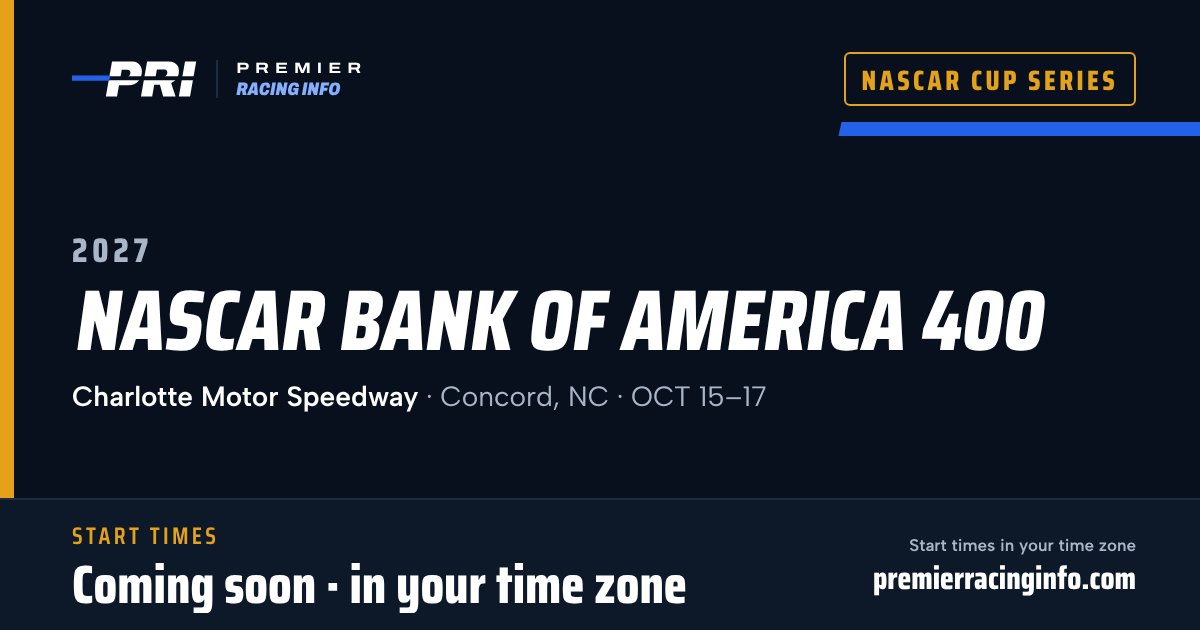 PRI
PREMIER
RACING INFO
NASCAR CUP SERIES
2027
NASCAR BANK OF AMERICA 400
Charlotte Motor Speedway · Concord, NC · OCT 15–17
START TIMES
Coming soon · in your time zone
Start times in your time zone
premierracinginfo.com